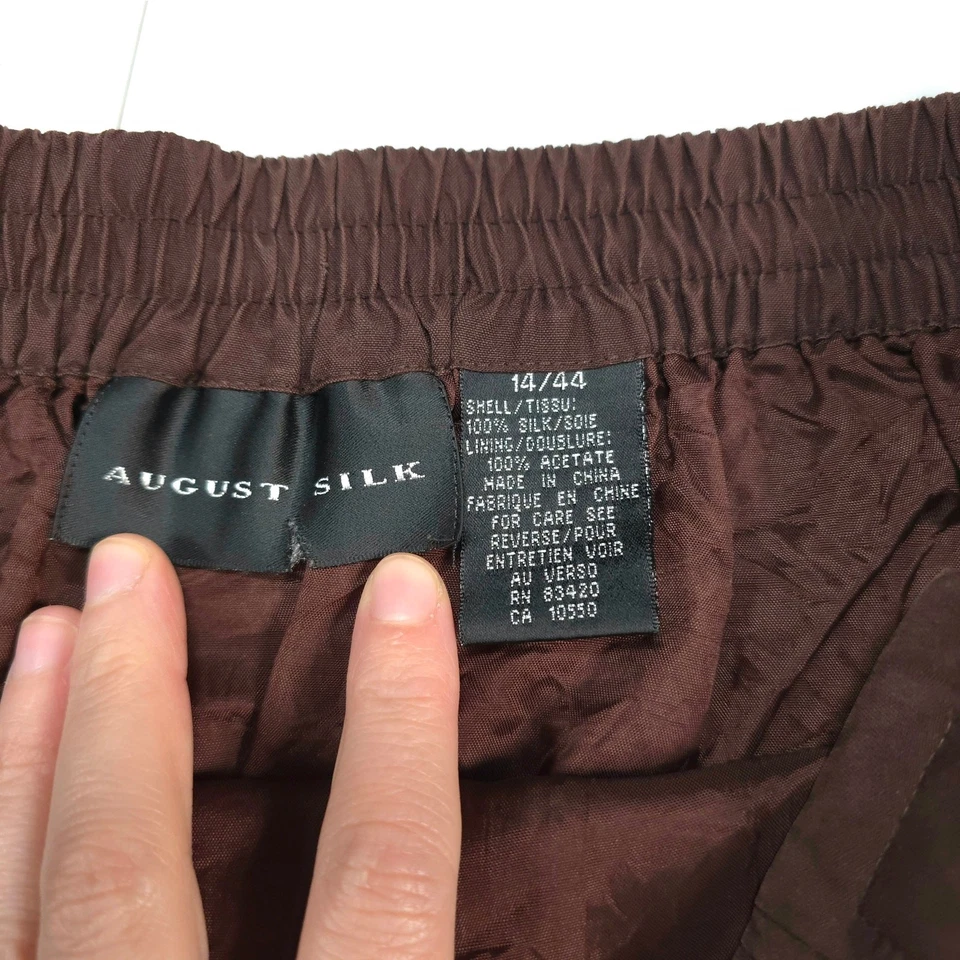 AUGUST SILK
14/44
SHELL/TISSU:
100% SILK/SOIE
LINING/DOUBLURE:
100% ACETATE
MADE IN CHINA
FABRIQUE EN CHINE
FOR CARE SEE
REVERSE/POUR
ENTRETIEN VOIR
AU VERSO
RN 83420
CA 10550